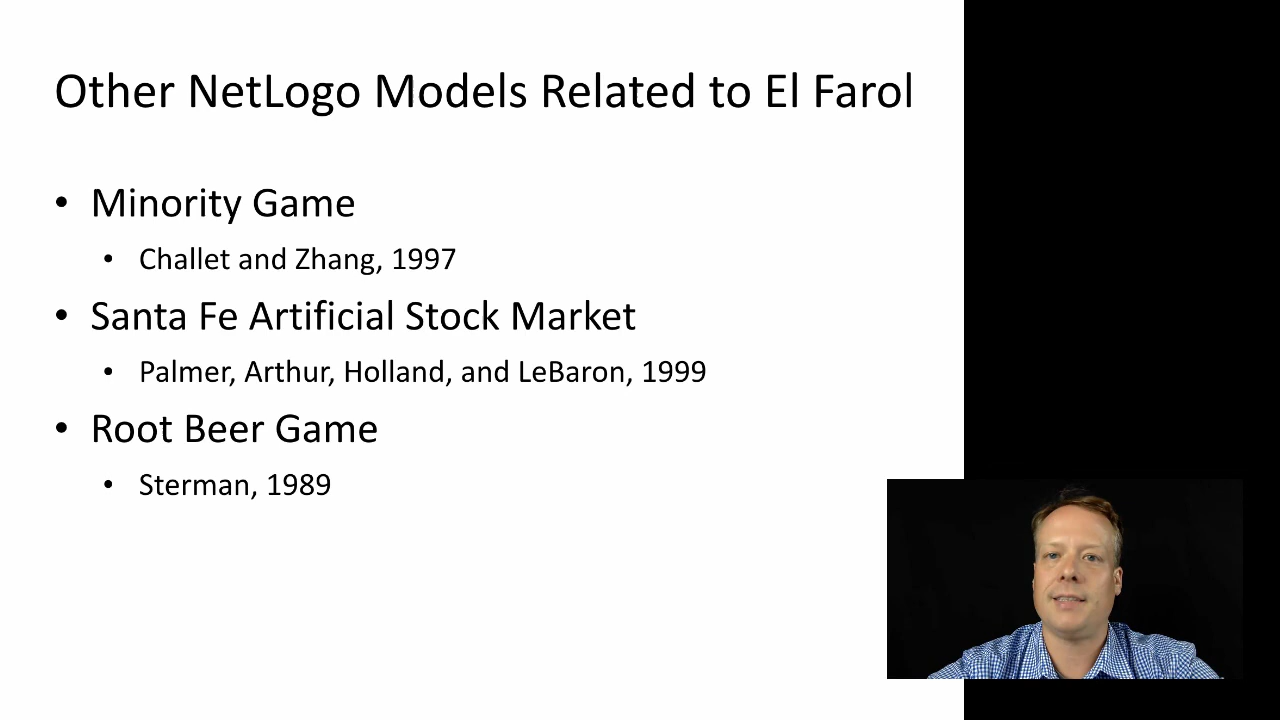 Other NetLogo Models Related to El Farol
• Minority Game
• Challet and Zhang, 1997
• Santa Fe Artificial Stock Market
• Palmer, Arthur, Holland, and LeBaron, 1999
• Root Beer Game
• Sterman, 1989